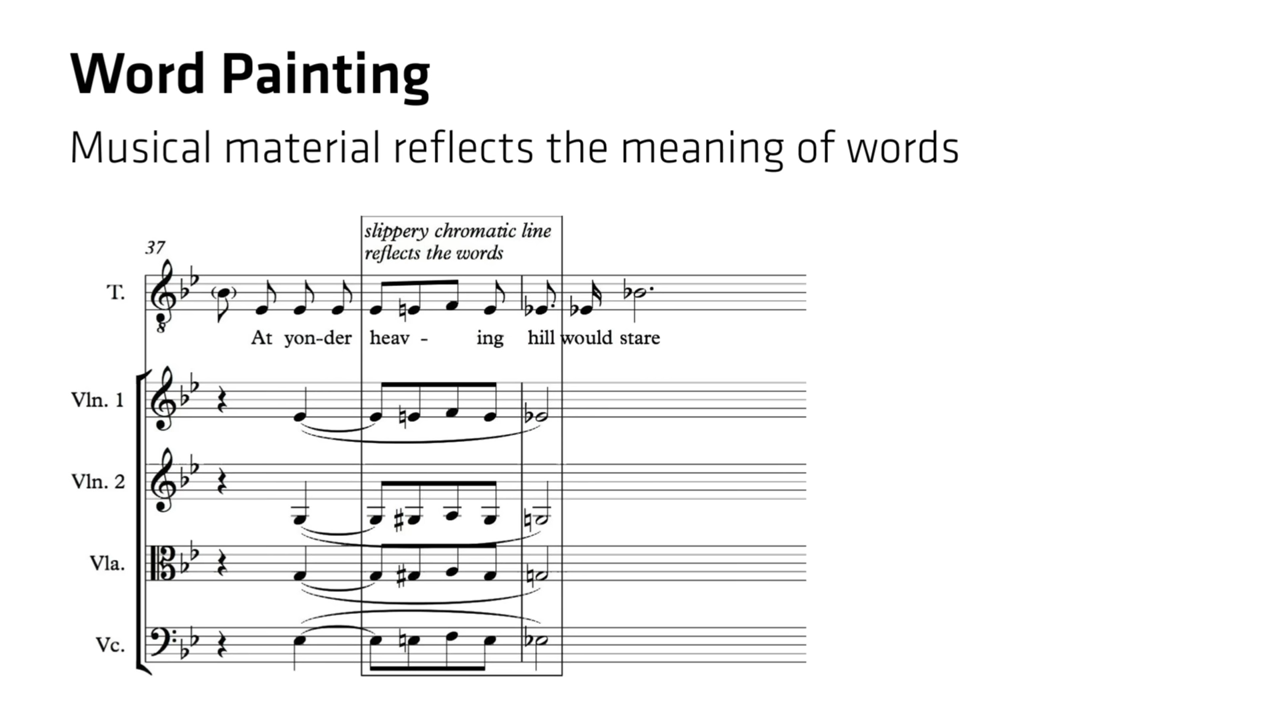 Word Painting
Musical material reflects the meaning of words
slippery chromatic line
reflects the words
37
T.
8
At yon-der heav - ing hill would stare
Vln. 1
Vln. 2
Vla.
Vc.